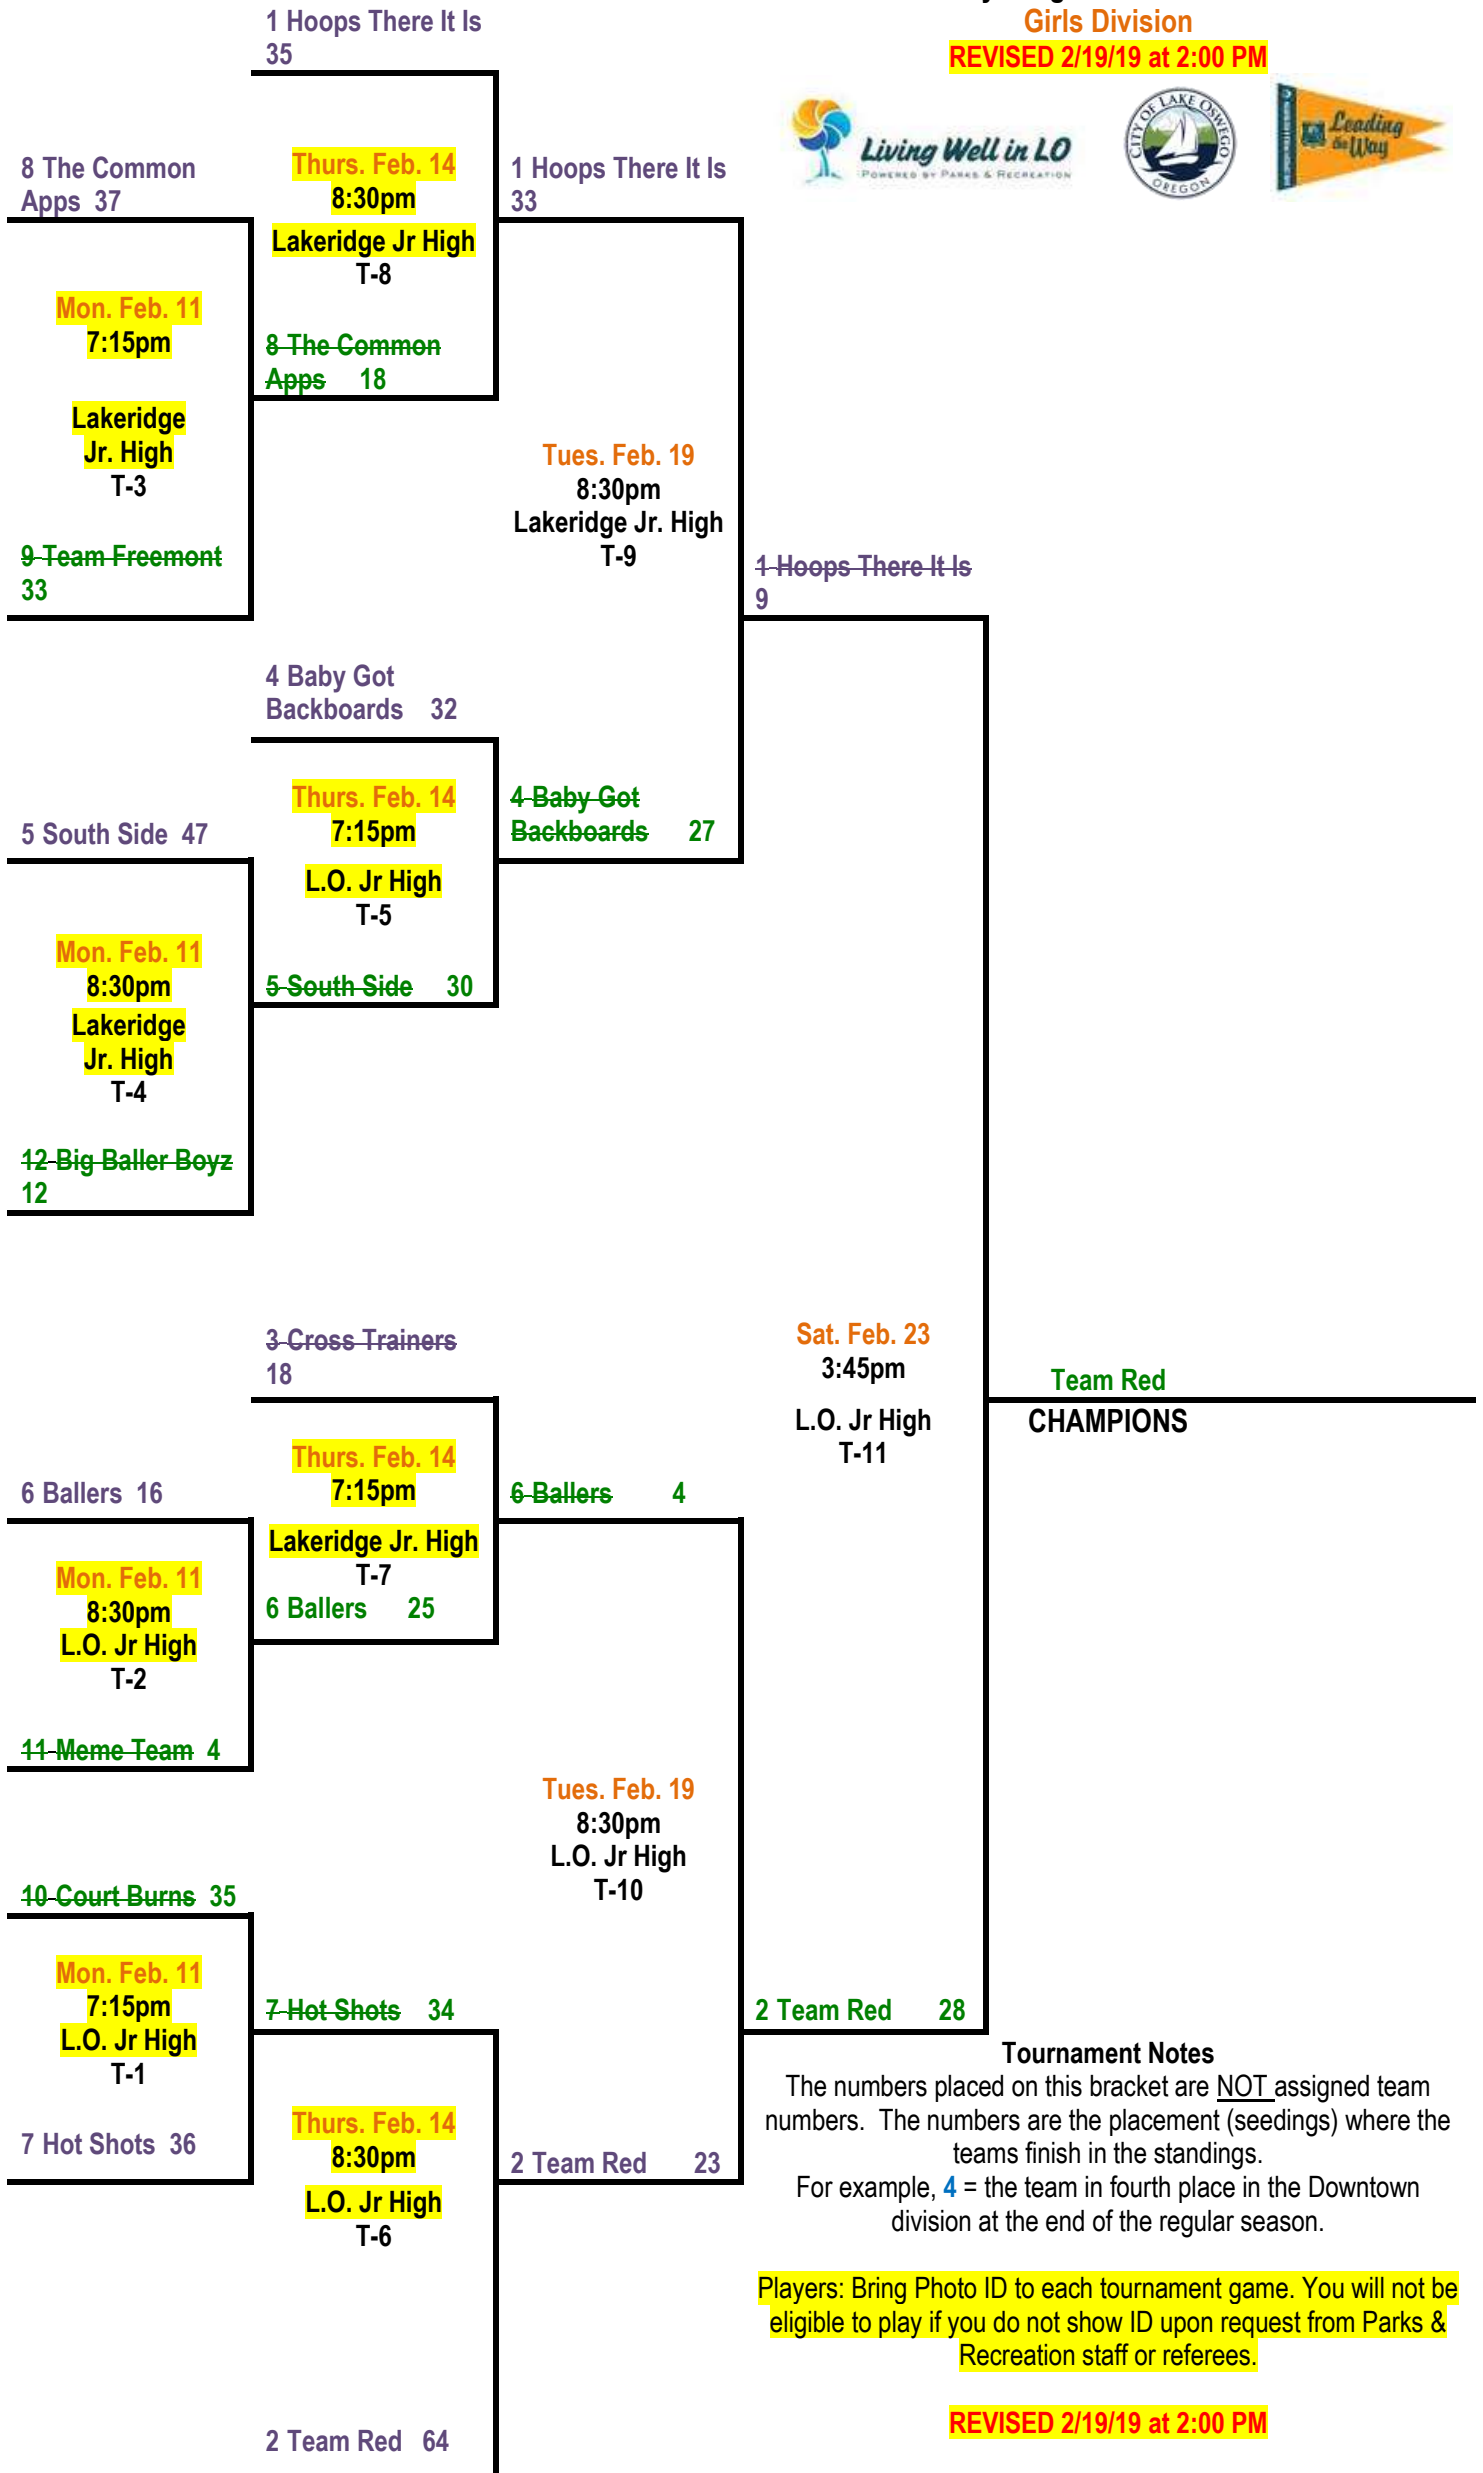 Girls Division
REVISED 2/19/19 at 2:00 PM
Living Well in LO
POWERED BY PARKS & RECREATION
CITY OF LAKE OSWEGO
OREGON
Leading
the Way
1 Hoops There It Is
35
8 The Common
Apps 37
Thurs. Feb. 14
8:30pm
Lakeridge Jr High
T-8
1 Hoops There It Is
33
Mon. Feb. 11
7:15pm
Lakeridge
Jr. High
T-3
8 The Common
Apps 18
9 Team Freemont
33
Tues. Feb. 19
8:30pm
Lakeridge Jr. High
T-9
1 Hoops There It Is
9
4 Baby Got
Backboards 32
5 South Side 47
Thurs. Feb. 14
7:15pm
L.O. Jr High
T-5
4 Baby Got
Backboards 27
Mon. Feb. 11
8:30pm
Lakeridge
Jr. High
T-4
5 South Side 30
12 Big Baller Boyz
12
3 Cross Trainers
18
Sat. Feb. 23
3:45pm
L.O. Jr High
T-11
Team Red
CHAMPIONS
6 Ballers 16
Thurs. Feb. 14
7:15pm
Lakeridge Jr. High
T-7
6 Ballers 4
Mon. Feb. 11
8:30pm
L.O. Jr High
T-2
6 Ballers 25
11 Meme Team 4
Tues. Feb. 19
8:30pm
L.O. Jr High
T-10
10 Court Burns 35
Mon. Feb. 11
7:15pm
L.O. Jr High
T-1
7 Hot Shots 34
2 Team Red 28
7 Hot Shots 36
Thurs. Feb. 14
8:30pm
L.O. Jr High
T-6
2 Team Red 23
2 Team Red 64
Tournament Notes
The numbers placed on this bracket are NOT assigned team
numbers. The numbers are the placement (seedings) where the
teams finish in the standings.
For example, 4 = the team in fourth place in the Downtown
division at the end of the regular season.
Players: Bring Photo ID to each tournament game. You will not be
eligible to play if you do not show ID upon request from Parks &
Recreation staff or referees.
REVISED 2/19/19 at 2:00 PM